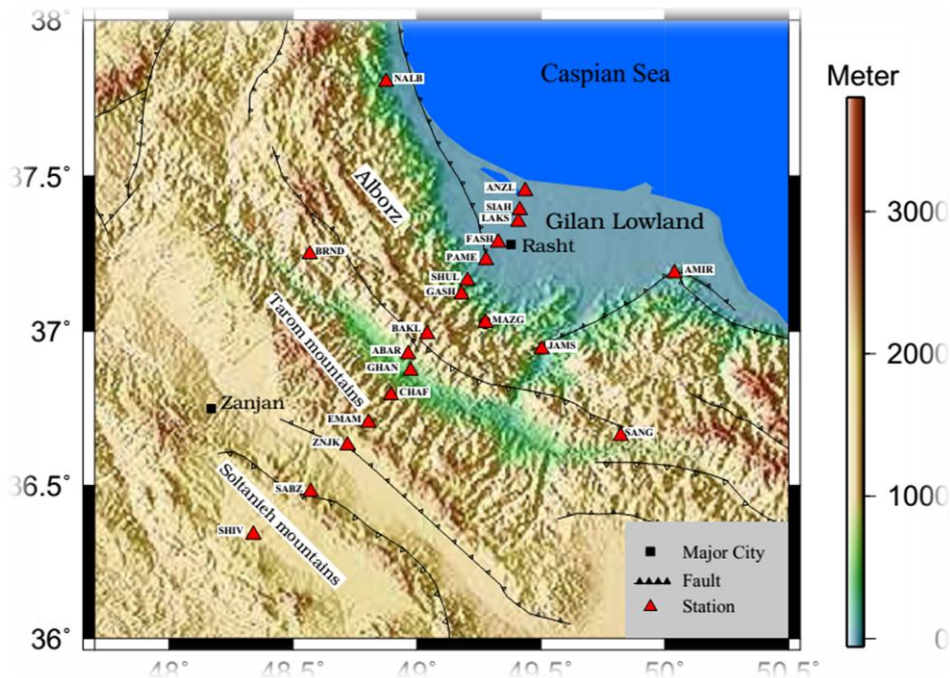 38°
Caspian Sea
Meter
NALB
37.5°
ANZL
Alborz
SIAH
LAKS
Gilan Lowland
3000
FASH
Rasht
BRND
PAME
AMIR
SHUL
GASH
MAZG
37°
BAKL
JAMS
Tarom mountains
ABAR
2000
GHAN
CHAF
Zanjan
EMAM
SANG
ZNJK
36.5°
SABZ
1000
Soltanieh mountains
SHIV
Major City
Fault
Station
36°
0
48°
48.5°
49°
49.5°
50°
50.5°